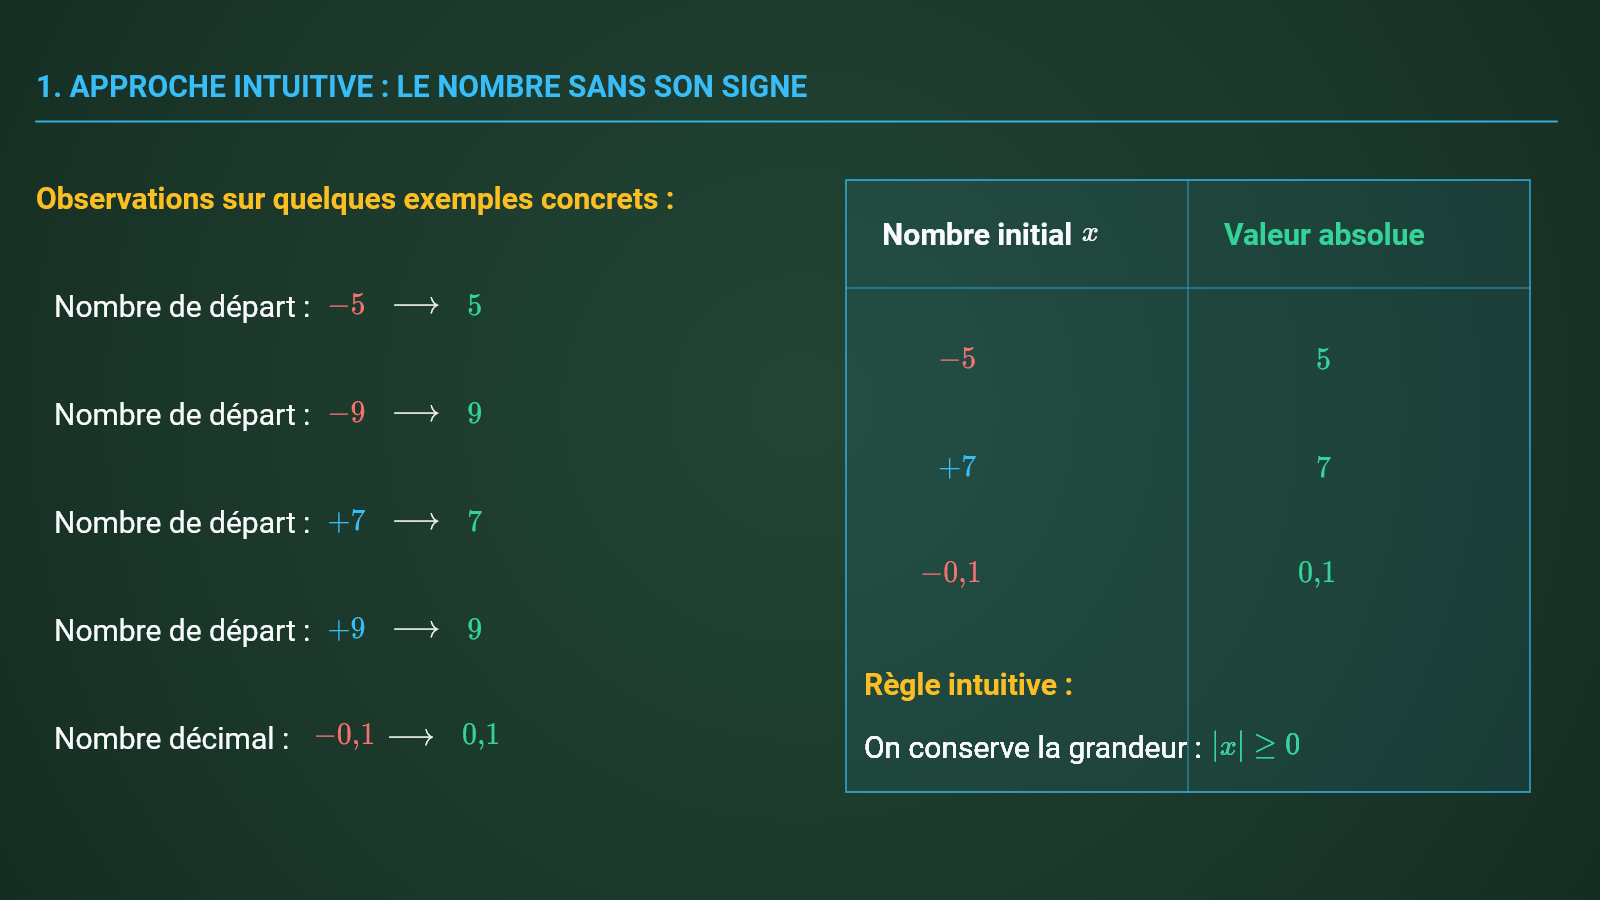 1. APPROCHE INTUITIVE : LE NOMBRE SANS SON SIGNE
Observations sur quelques exemples concrets :
Nombre de départ : −5 ⟶ 5
Nombre de départ : −9 ⟶ 9
Nombre de départ : +7 ⟶ 7
Nombre de départ : +9 ⟶ 9
Nombre décimal : −0,1 ⟶ 0,1
Nombre initial x Valeur absolue
−5 5
+7 7
−0,1 0,1
Règle intuitive :
On conserve la grandeur : |x| ≥ 0